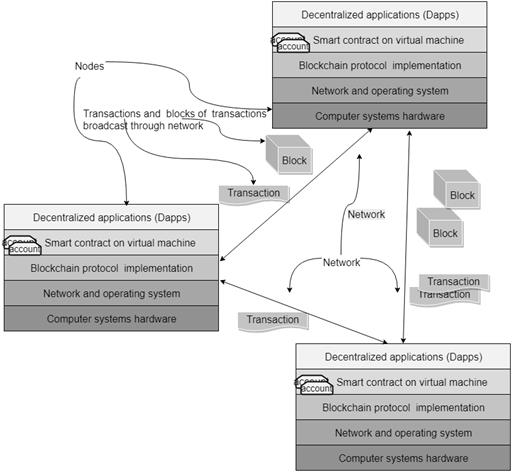 Decentralized applications (Dapps)
account
account
Smart contract on virtual machine
Blockchain protocol implementation
Network and operating system
Computer systems hardware
Nodes
Transactions and blocks of transactions
broadcast through network
Block
Transaction
Block
Block
Network
Network
Transaction
Transaction
Transaction
Decentralized applications (Dapps)
account
account
Smart contract on virtual machine
Blockchain protocol implementation
Network and operating system
Computer systems hardware
Decentralized applications (Dapps)
account
account
Smart contract on virtual machine
Blockchain protocol implementation
Network and operating system
Computer systems hardware